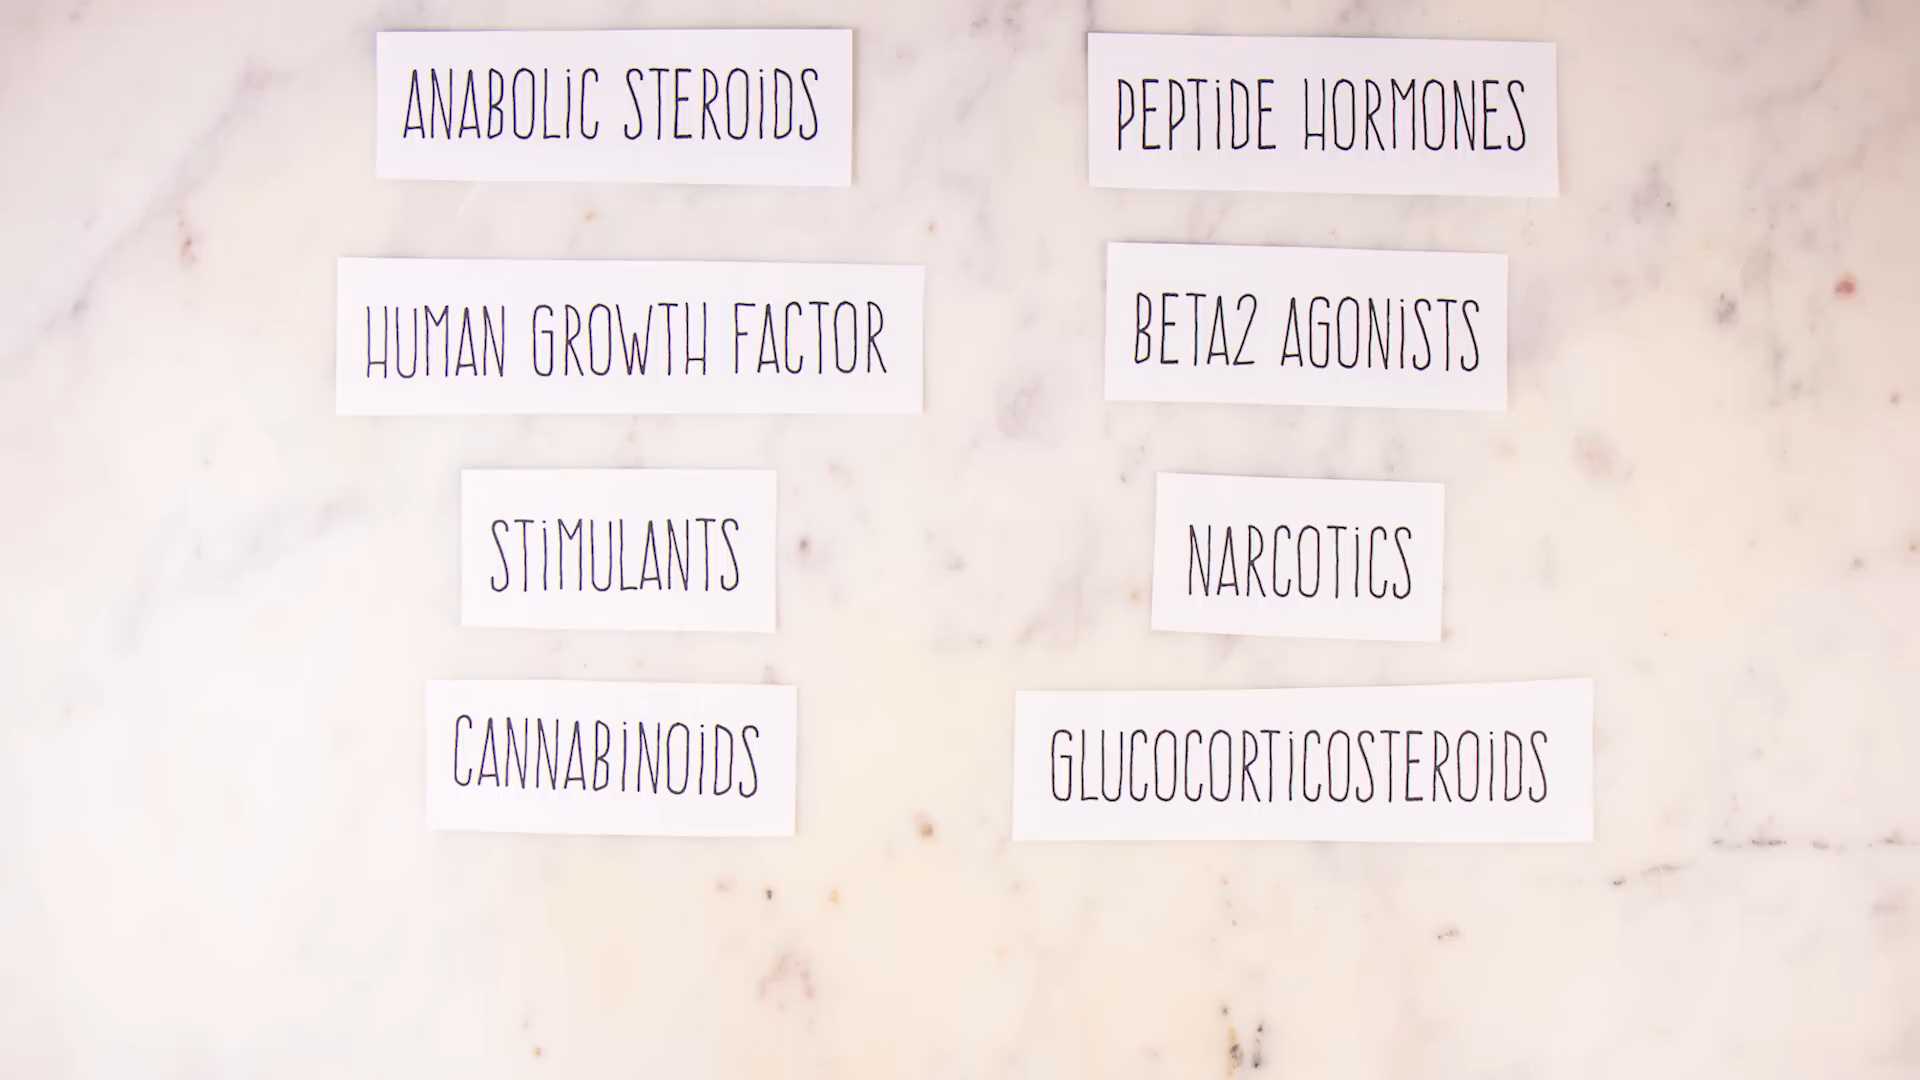 ANABOLiC STEROiDS
PEPTiDE HORMONES
HUMAN GROWTH FACTOR
BETA2 AGONiSTS
STiMULANTS
NARCOTiCS
CANNABiNOiDS
GLUCOCORTiCOSTEROiDS